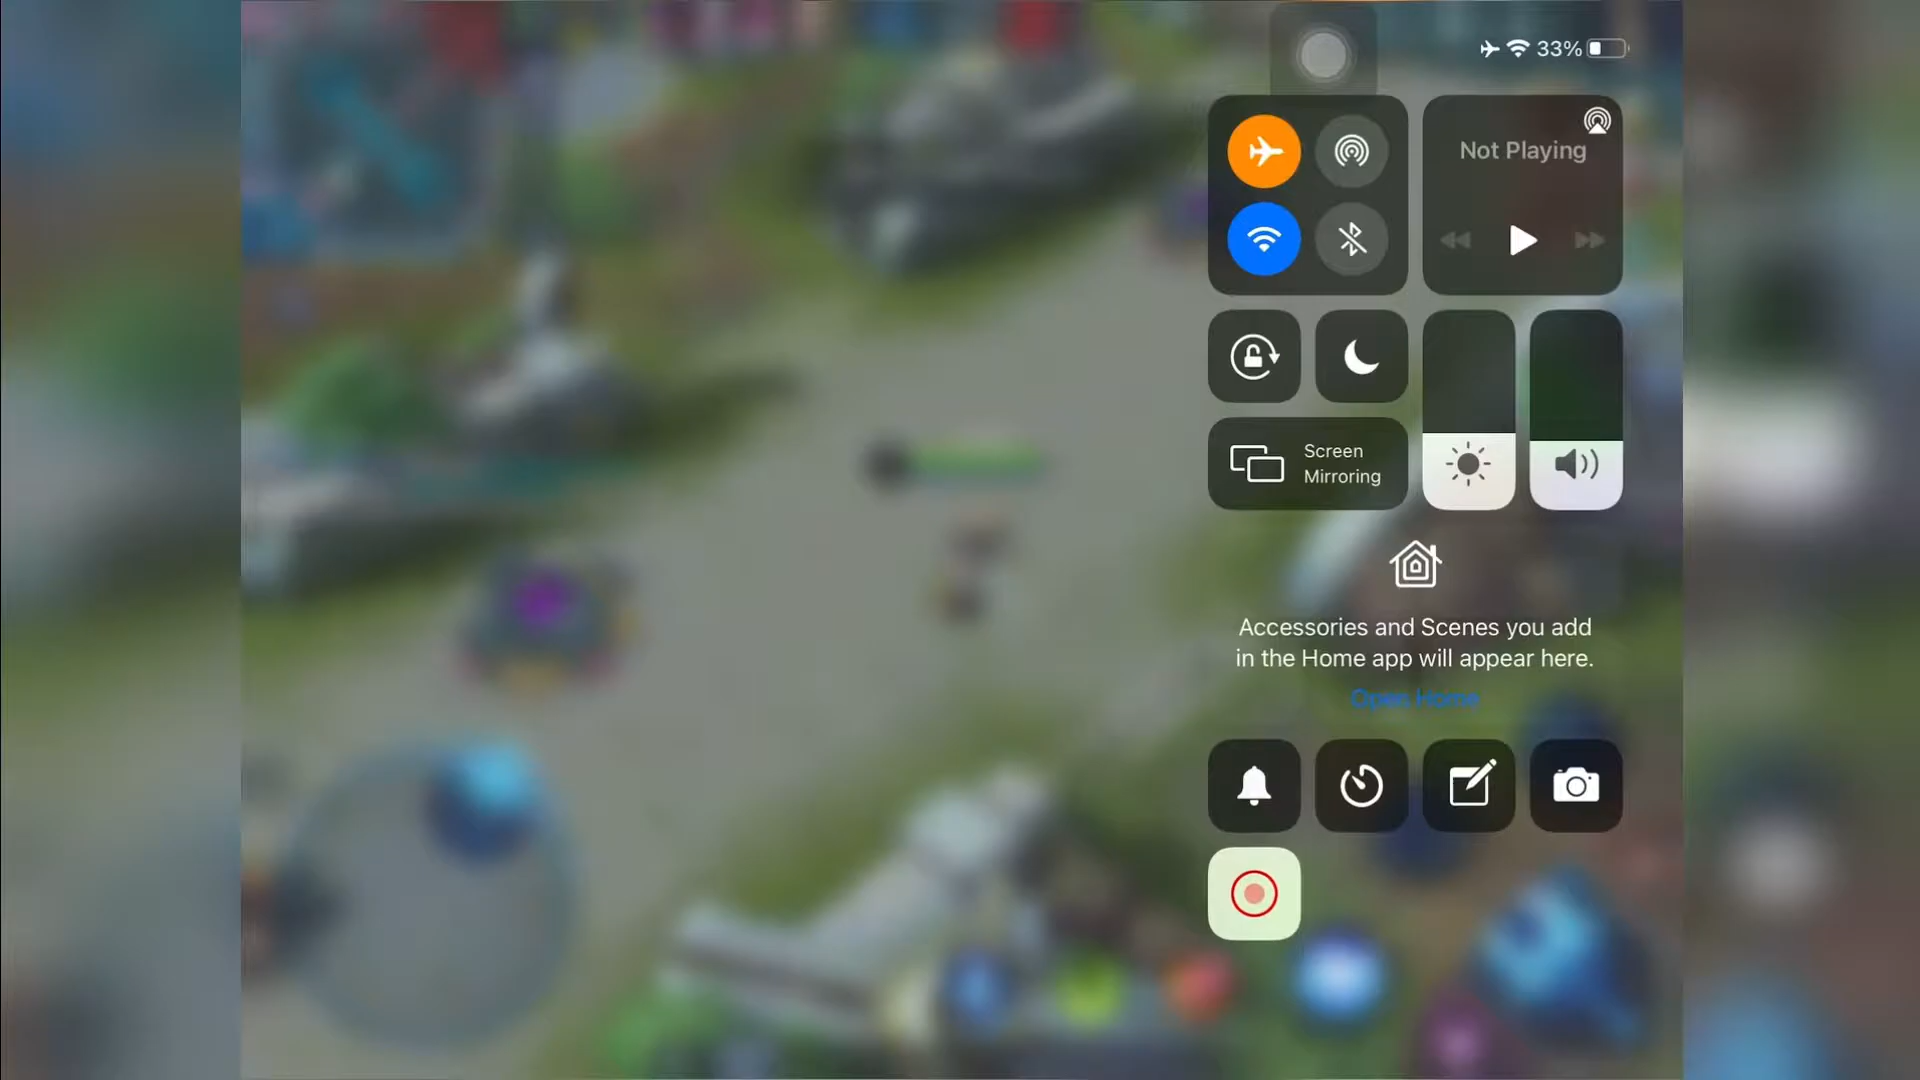 33%
Not Playing
Screen
Mirroring
Accessories and Scenes you add
in the Home app will appear here.
Open Home